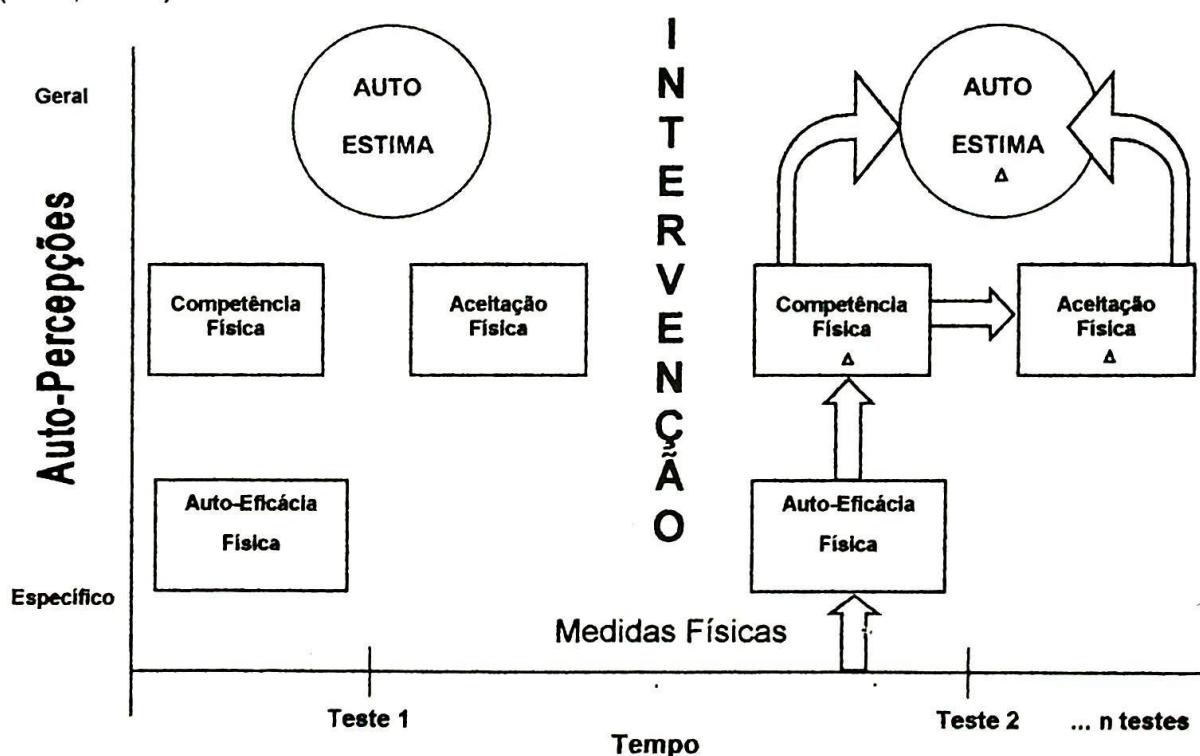 Geral
AUTO
ESTIMA
Auto-Percepções
Competência
Física
Aceitação
Física
Auto-Eficácia
Física
Específico
INTERVENÇÃO
AUTO
ESTIMA
Δ
Competência
Física
Δ
Aceitação
Física
Δ
Auto-Eficácia
Física
Medidas Físicas
Teste 1
Teste 2
... n testes
Tempo